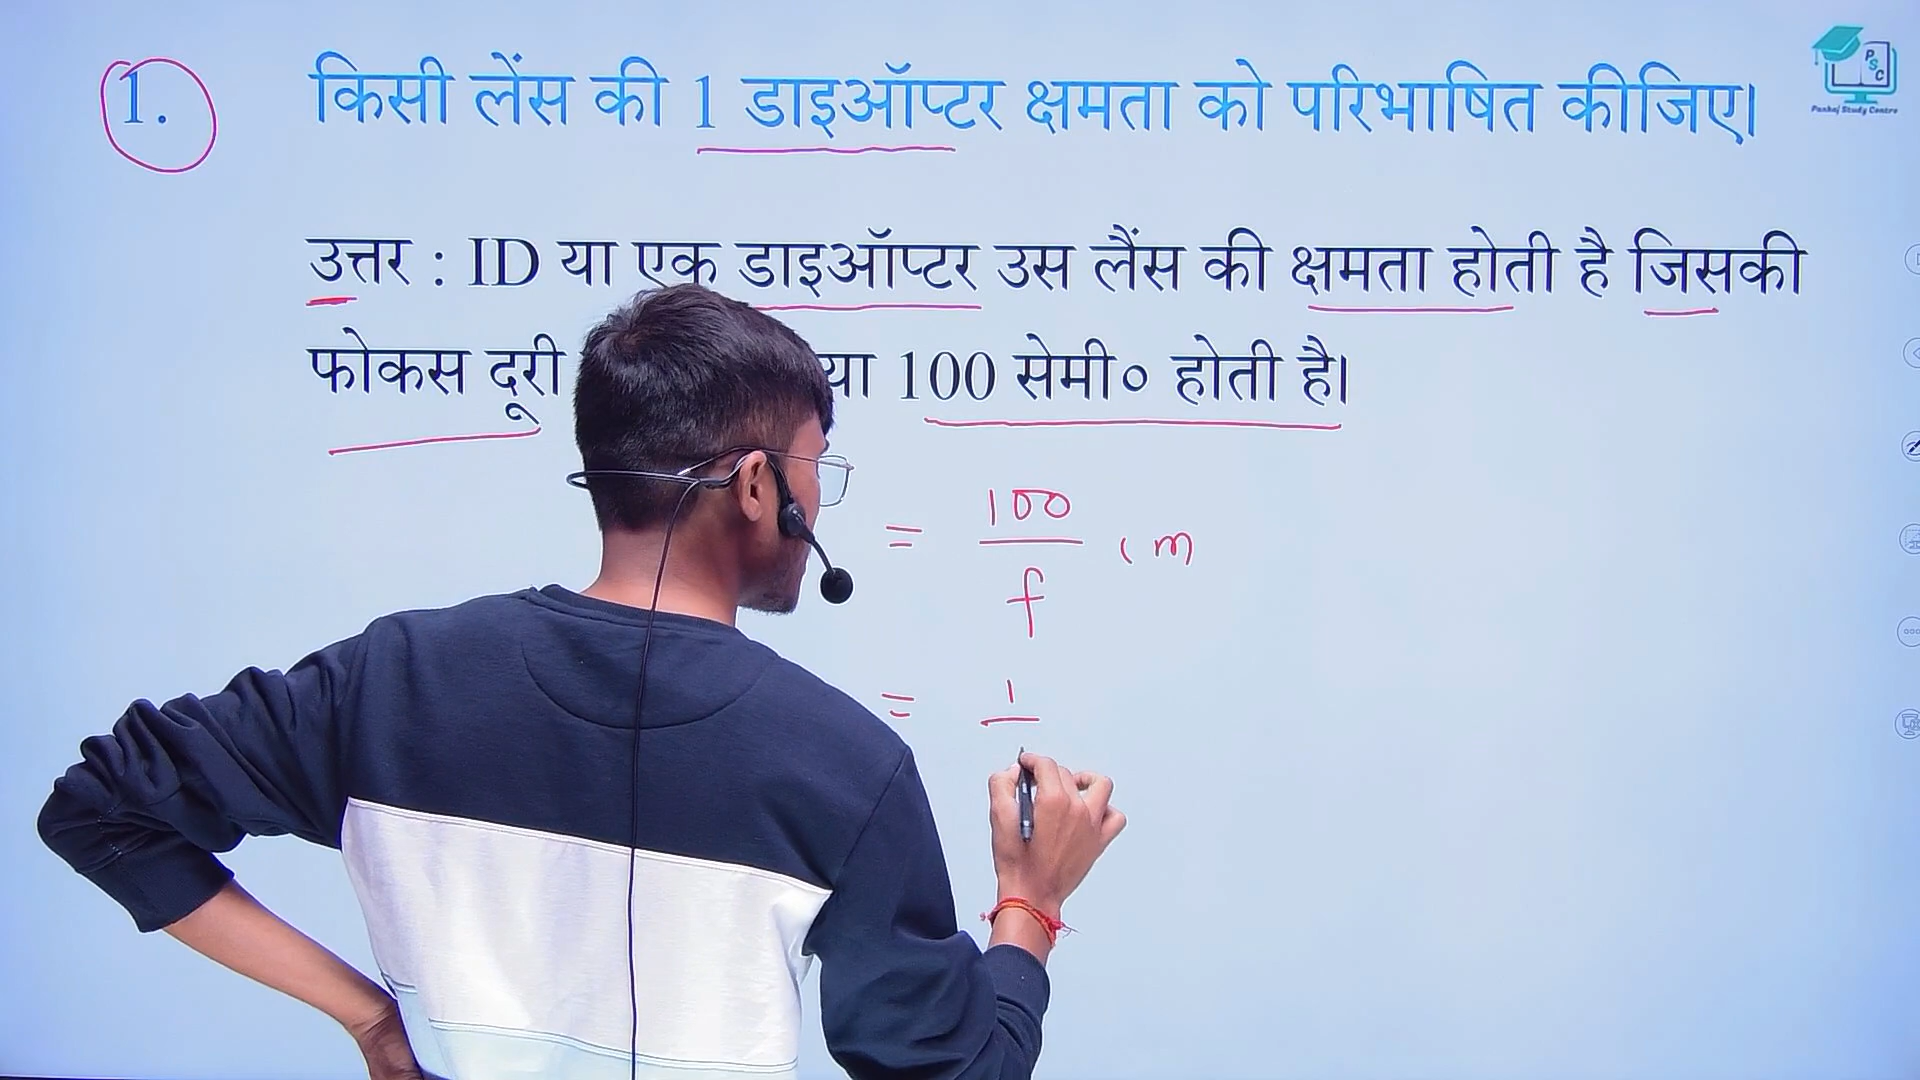 1. किसी लेंस की 1 डाइऑप्टर क्षमता को परिभाषित कीजिए।
PSC
Pankaj Study Centre
उत्तर : ID या एक डाइऑप्टर उस लैंस की क्षमता होती है जिसकी
फोकस दूरी या 100 सेमी० होती है।
= 100/f cm
= 1